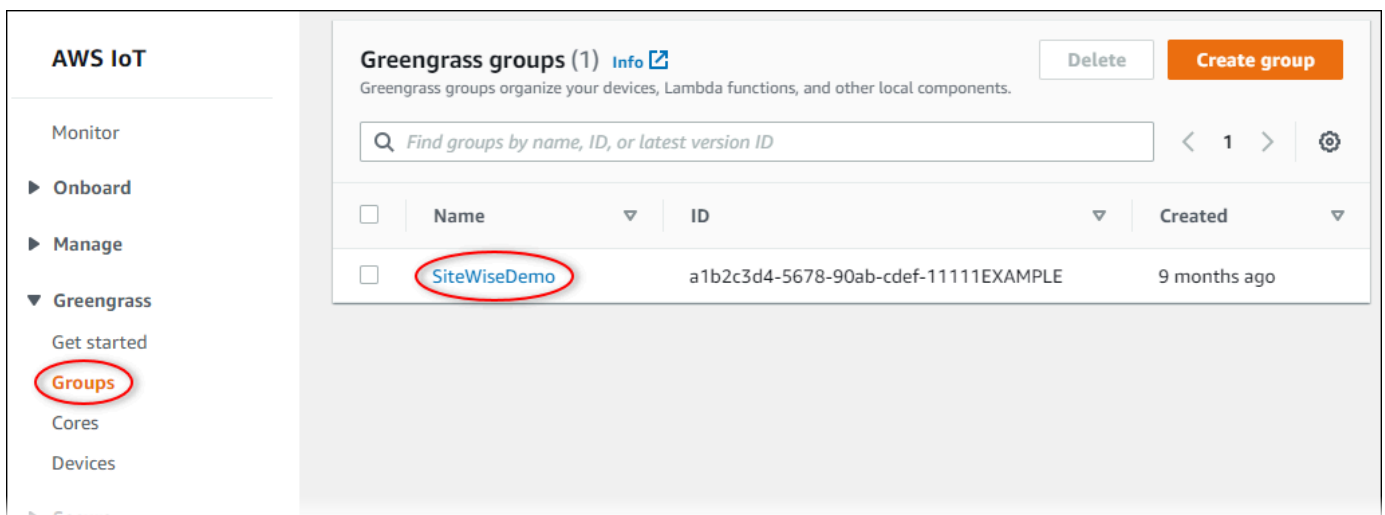 AWS IoT
Monitor
Onboard
Manage
Greengrass
Get started
Groups
Cores
Devices
Greengrass groups (1) Info
Delete
Create group
Greengrass groups organize your devices, Lambda functions, and other local components.
Find groups by name, ID, or latest version ID
1
Name ID Created
SiteWiseDemo a1b2c3d4-5678-90ab-cdef-11111EXAMPLE 9 months ago